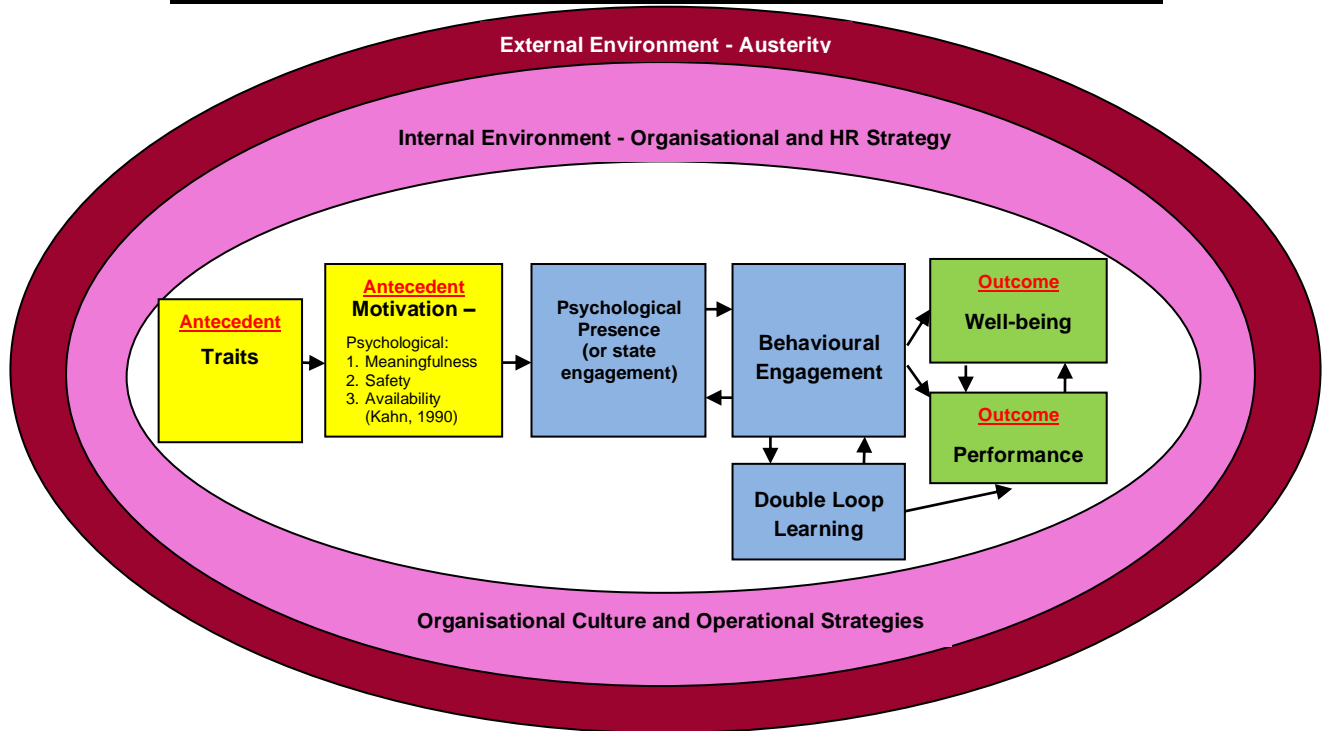 External Environment - Austerity
Internal Environment - Organisational and HR Strategy
Antecedent
Traits
Antecedent
Motivation –
Psychological:
1. Meaningfulness
2. Safety
3. Availability
(Kahn, 1990)
Psychological
Presence
(or state
engagement)
Behavioural
Engagement
Double Loop
Learning
Outcome
Well-being
Outcome
Performance
Organisational Culture and Operational Strategies